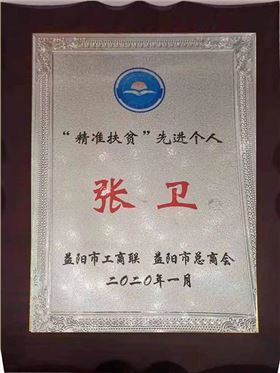 “精准扶贫”先进个人
张卫
益阳市工商联 益阳市总商会
二〇二〇年一月